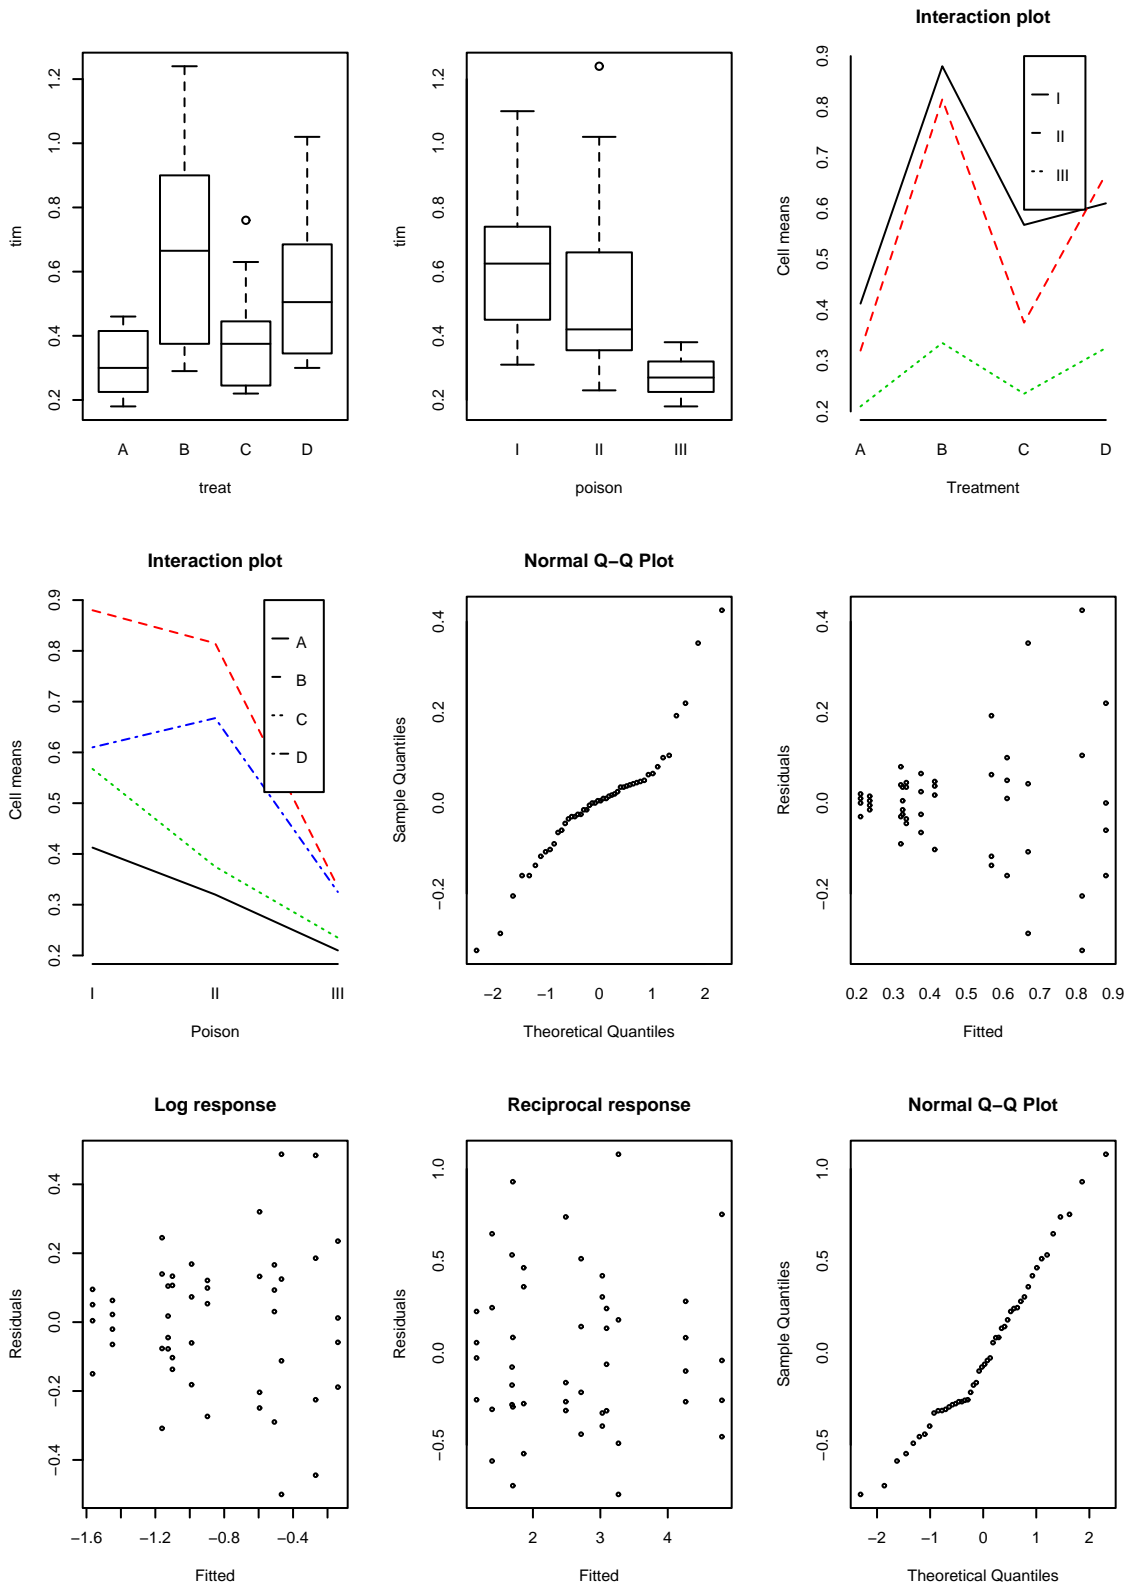 tim
1.2
1.0
0.8
0.6
0.4
0.2
A B C D
treat
tim
1.2
1.0
0.8
0.6
0.4
0.2
I II III
poison
Interaction plot
Cell means
0.9
0.8
0.7
0.6
0.5
0.4
0.3
0.2
I
II
III
A B C D
Treatment
Interaction plot
Cell means
0.9
0.8
0.7
0.6
0.5
0.4
0.3
0.2
A
B
C
D
I II III
Poison
Normal Q−Q Plot
Sample Quantiles
0.4
0.2
0.0
−0.2
−2 −1 0 1 2
Theoretical Quantiles
Residuals
0.4
0.2
0.0
−0.2
0.2 0.3 0.4 0.5 0.6 0.7 0.8 0.9
Fitted
Log response
Residuals
0.4
0.2
0.0
−0.2
−0.4
−1.6 −1.2 −0.8 −0.4
Fitted
Reciprocal response
Residuals
1.0
0.5
0.0
−0.5
2 3 4
Fitted
Normal Q−Q Plot
Sample Quantiles
1.0
0.5
0.0
−0.5
−2 −1 0 1 2
Theoretical Quantiles